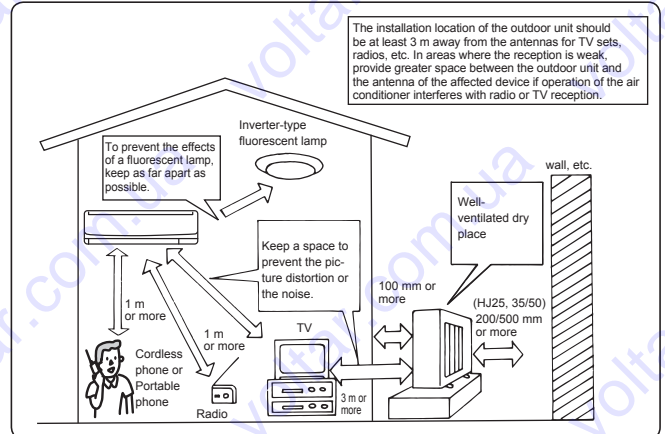 The installation location of the outdoor unit should
be at least 3 m away from the antennas for TV sets,
radios, etc. In areas where the reception is weak,
provide greater space between the outdoor unit and
the antenna of the affected device if operation of the air
conditioner interferes with radio or TV reception.
Inverter-type
fluorescent lamp
To prevent the effects
of a fluorescent lamp,
keep as far apart as
possible.
wall, etc.
Well-
ventilated dry
place
Keep a space to
prevent the pic-
ture distortion or
the noise.
100 mm or
more
(HJ25, 35/50)
200/500 mm
or more
1 m
or more
1 m
or more
TV
Cordless
phone or
Portable
phone
Radio
3 m or
more
voltar.com.ua
voltar.com.ua